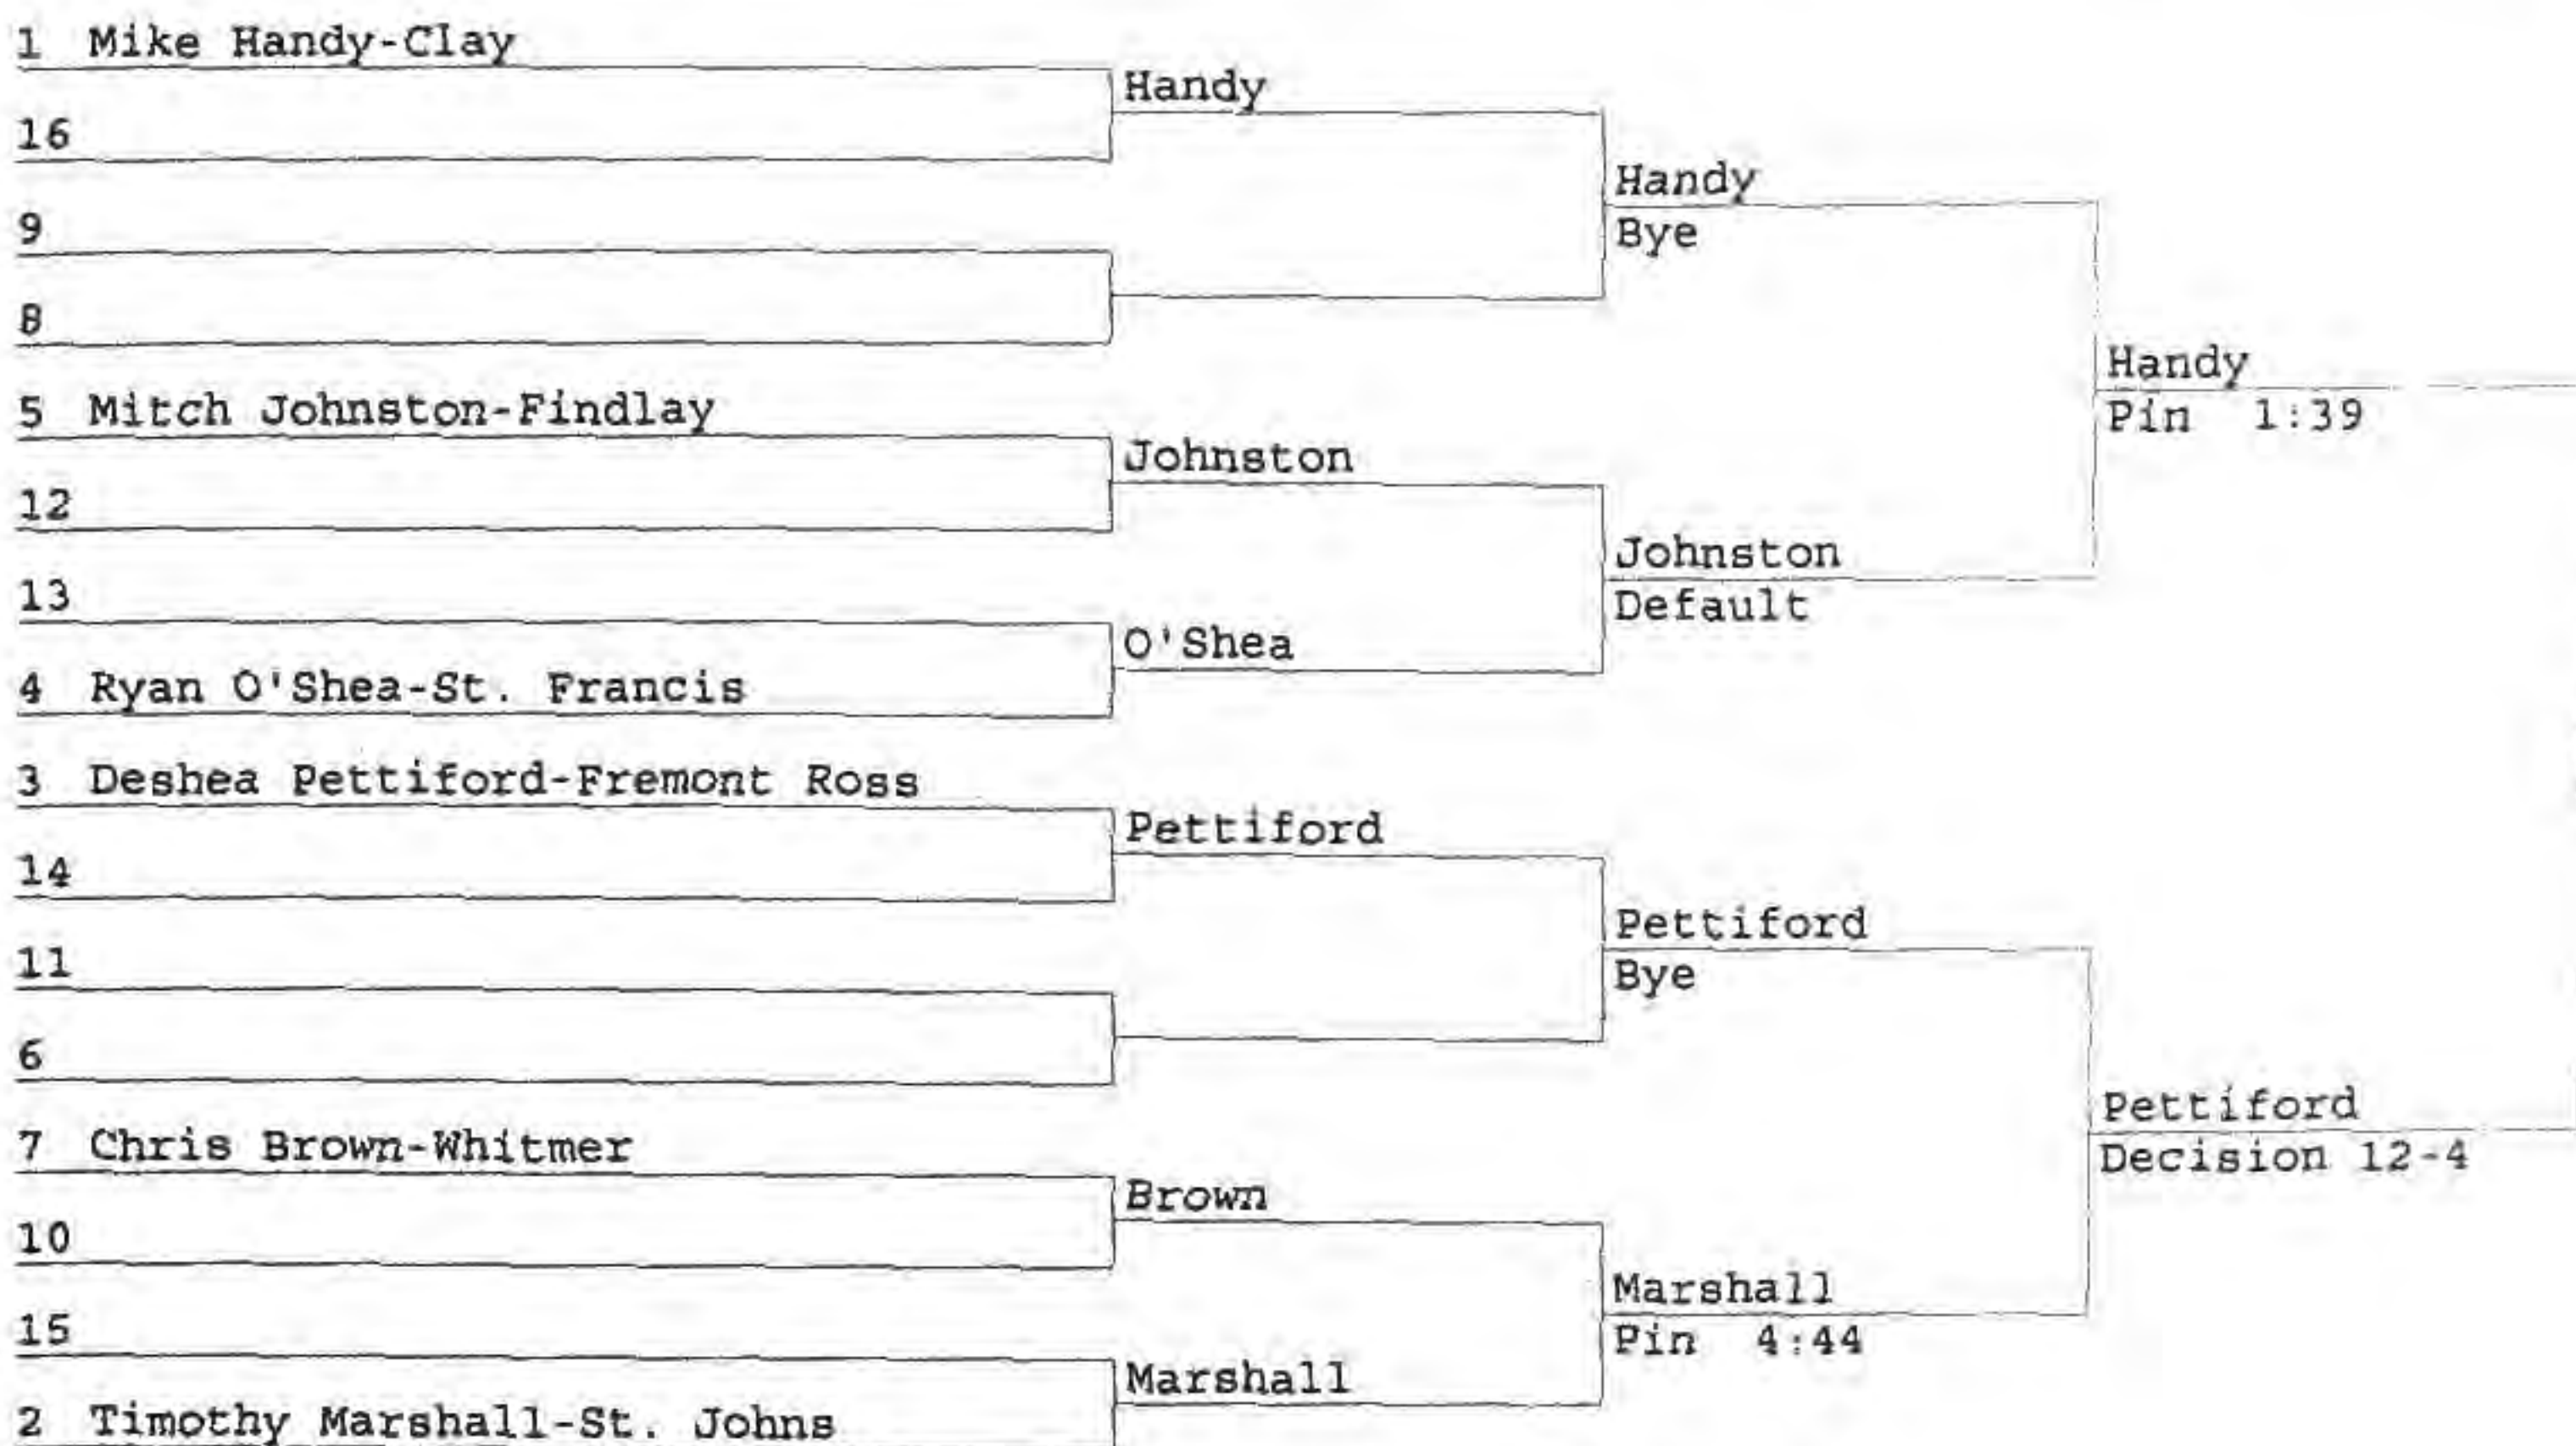 1 Mike Handy-Clay
Handy
16
Handy
Bye
9
8
Handy
Pin 1:39
5 Mitch Johnston-Findlay
Johnston
12
Johnston
Default
13
O'Shea
4 Ryan O'Shea-St. Francis
3 Deshea Pettiford-Fremont Ross
Pettiford
14
Pettiford
Bye
11
6
Pettiford
Decision 12-4
7 Chris Brown-Whitmer
Brown
10
Marshall
Pin 4:44
15
Marshall
2 Timothy Marshall-St. Johns